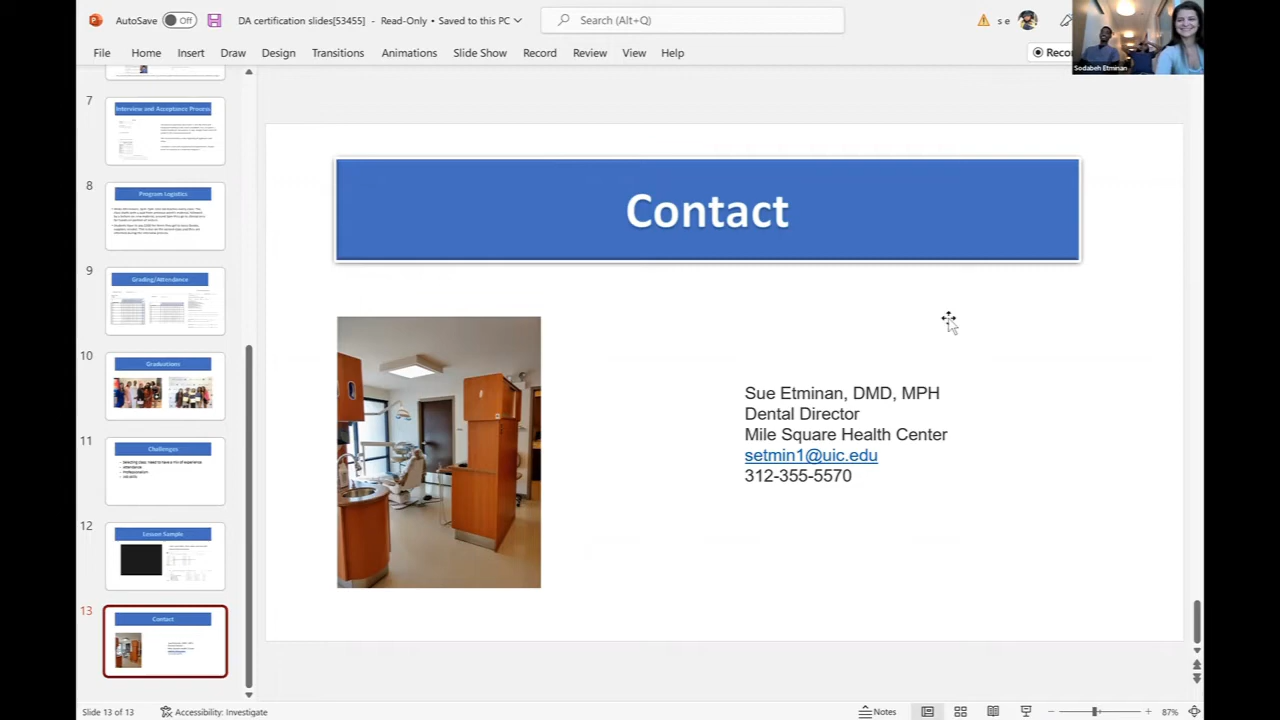 AutoSave Off DA certification slides[53455] - Read-Only • Saved to this PC Search (Alt+Q) s e
File Home Insert Draw Design Transitions Animations Slide Show Record Review View Help Recor
Sodabeh Etminan
7
Interview and Acceptance Process
8
Program Logistics
9
Grading/Attendance
10
Graduations
11
Challenges
12
Lesson Sample
13
Contact
Contact
Sue Etminan, DMD, MPH
Dental Director
Mile Square Health Center
setmin1@uic.edu
312-355-5570
Slide 13 of 13 Accessibility: Investigate Notes 87%